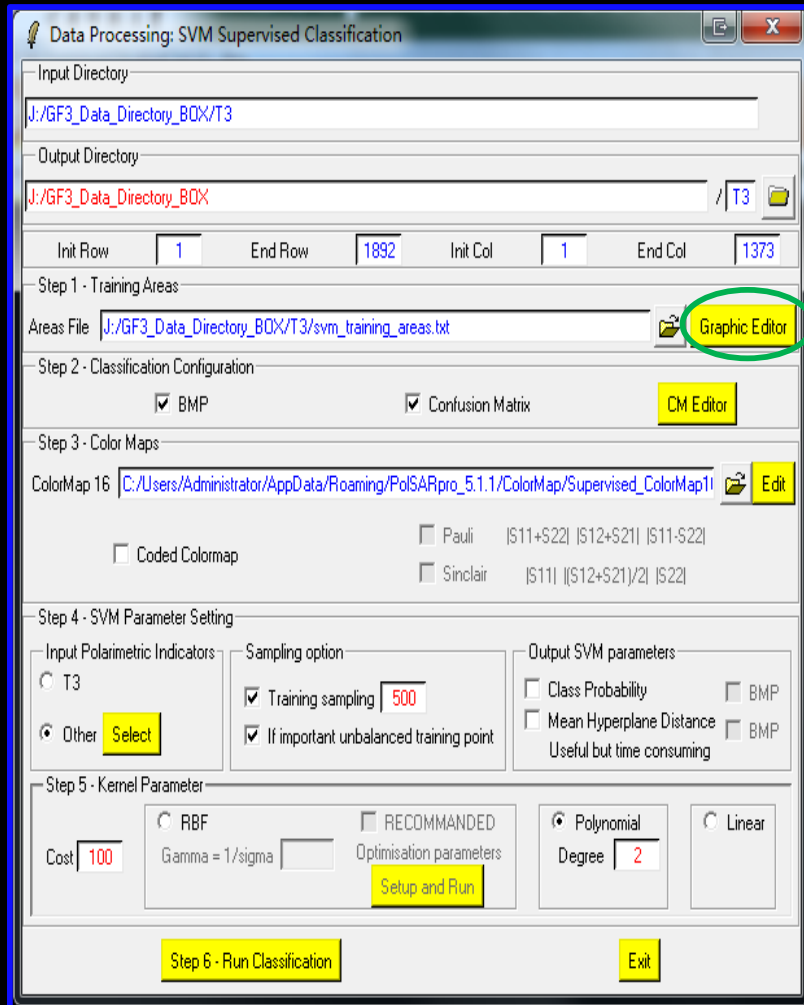 Data Processing: SVM Supervised Classification
Input Directory
J:/GF3_Data_Directory_BOX/T3
Output Directory
J:/GF3_Data_Directory_BOX / T3
Init Row 1 End Row 1892 Init Col 1 End Col 1373
Step 1 - Training Areas
Areas File J:/GF3_Data_Directory_BOX/T3/svm_training_areas.txt Graphic Editor
Step 2 - Classification Configuration
BMP Confusion Matrix CM Editor
Step 3 - Color Maps
ColorMap 16 C:/Users/Administrator/AppData/Roaming/PolSARpro_5.1.1/ColorMap/Supervised_ColorMap1 Edit
Coded Colormap
Pauli |S11+S22| |S12+S21| |S11-S22|
Sinclair |S11| |(S12+S21)/2| |S22|
Step 4 - SVM Parameter Setting
Input Polarimetric Indicators
T3
Other Select
Sampling option
Training sampling 500
If important unbalanced training point
Output SVM parameters
Class Probability BMP
Mean Hyperplane Distance BMP
Useful but time consuming
Step 5 - Kernel Parameter
Cost 100
RBF RECOMMANDED
Gamma = 1/sigma Optimisation parameters
Setup and Run
Polynomial
Degree 2
Linear
Step 6 - Run Classification Exit